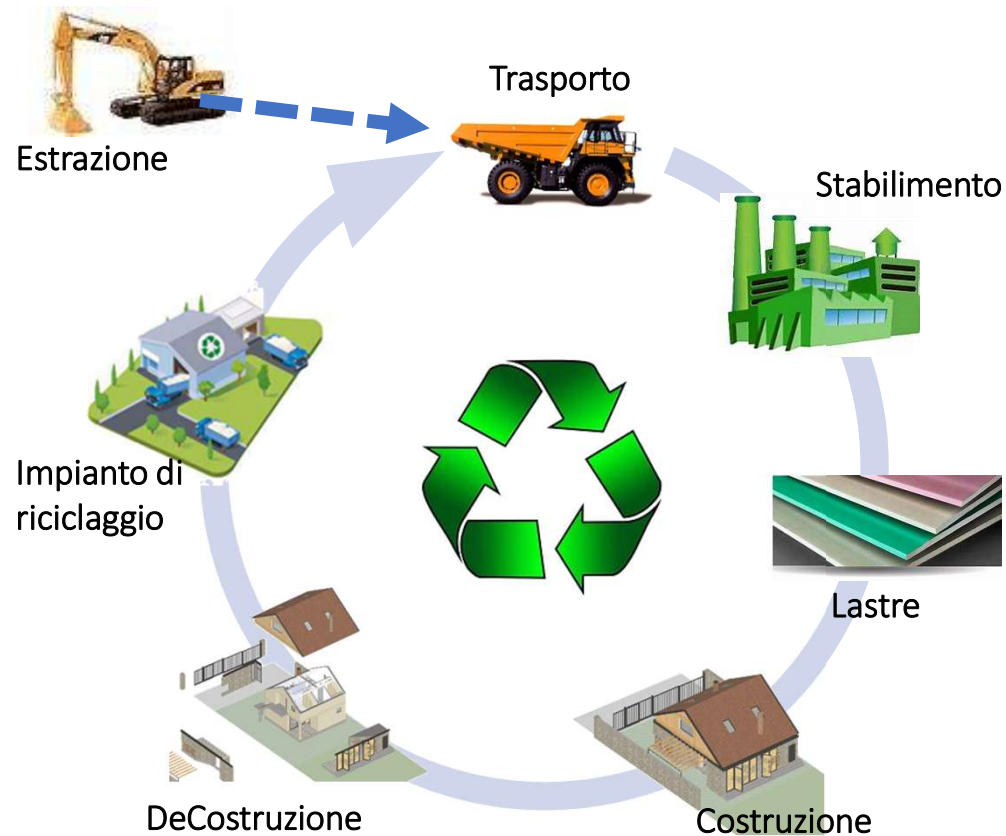 Trasporto
Estrazione
Stabilimento
Impianto di
riciclaggio
Lastre
DeCostruzione
Costruzione